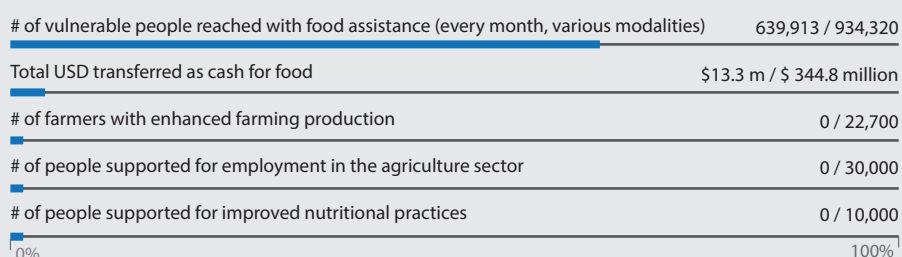 # of vulnerable people reached with food assistance (every month, various modalities) 639,913 / 934,320
Total USD transferred as cash for food $13.3 m / $ 344.8 million
# of farmers with enhanced farming production 0 / 22,700
# of people supported for employment in the agriculture sector 0 / 30,000
# of people supported for improved nutritional practices 0 / 10,000
0% 100%